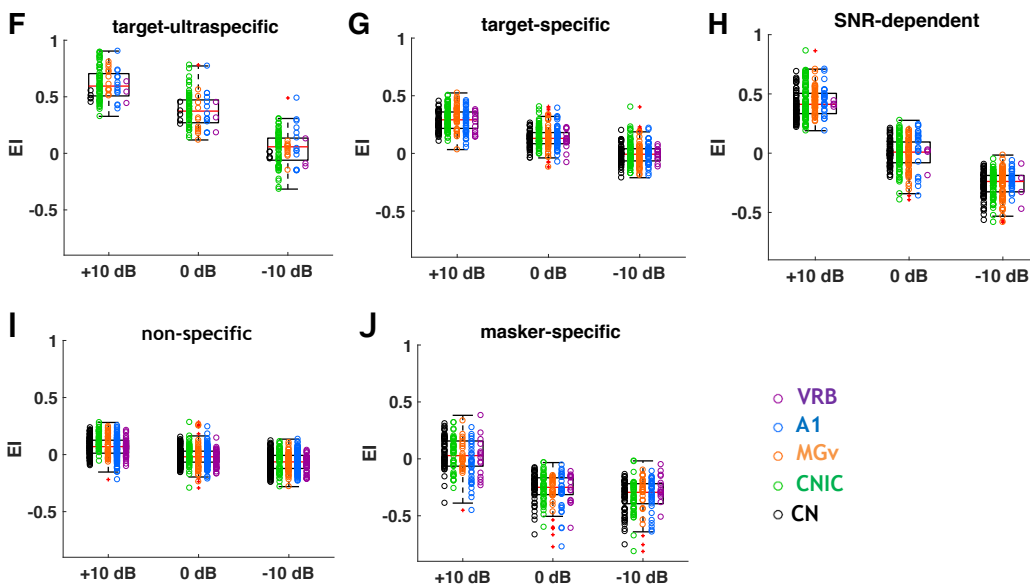 F
target-ultraspecific
1
0.5
0
-0.5
EI
+10 dB
0 dB
-10 dB
G
target-specific
1
0.5
0
-0.5
EI
+10 dB
0 dB
-10 dB
H
SNR-dependent
1
0.5
0
-0.5
EI
+10 dB
0 dB
-10 dB
I
non-specific
1
0.5
0
-0.5
EI
+10 dB
0 dB
-10 dB
J
masker-specific
1
0.5
0
-0.5
EI
+10 dB
0 dB
-10 dB
VRB
A1
MGv
CNIC
CN